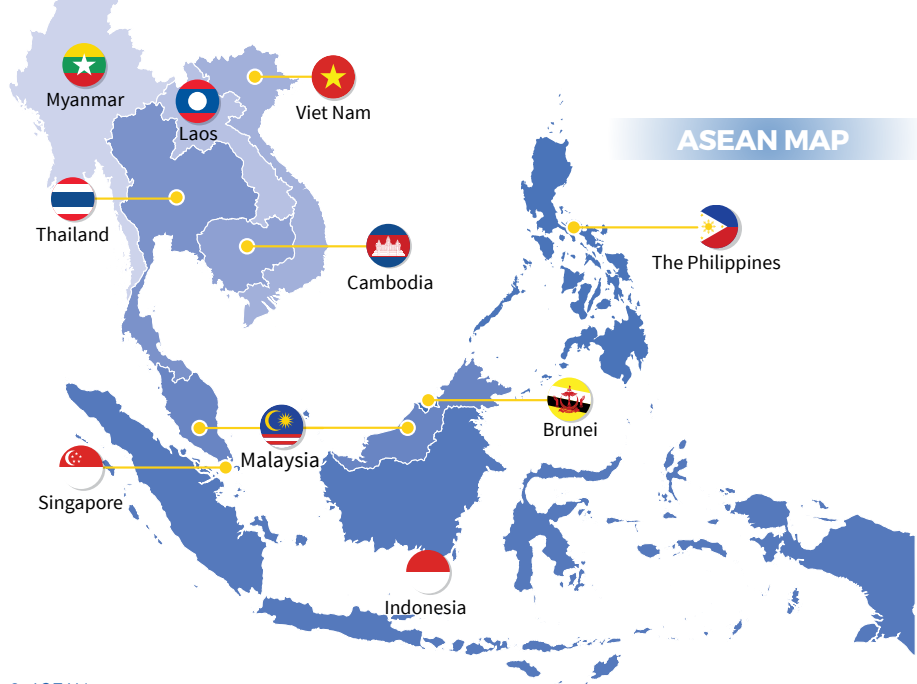 Myanmar
Viet Nam
Laos
ASEAN MAP
Thailand
The Philippines
Cambodia
Brunei
Malaysia
Singapore
Indonesia